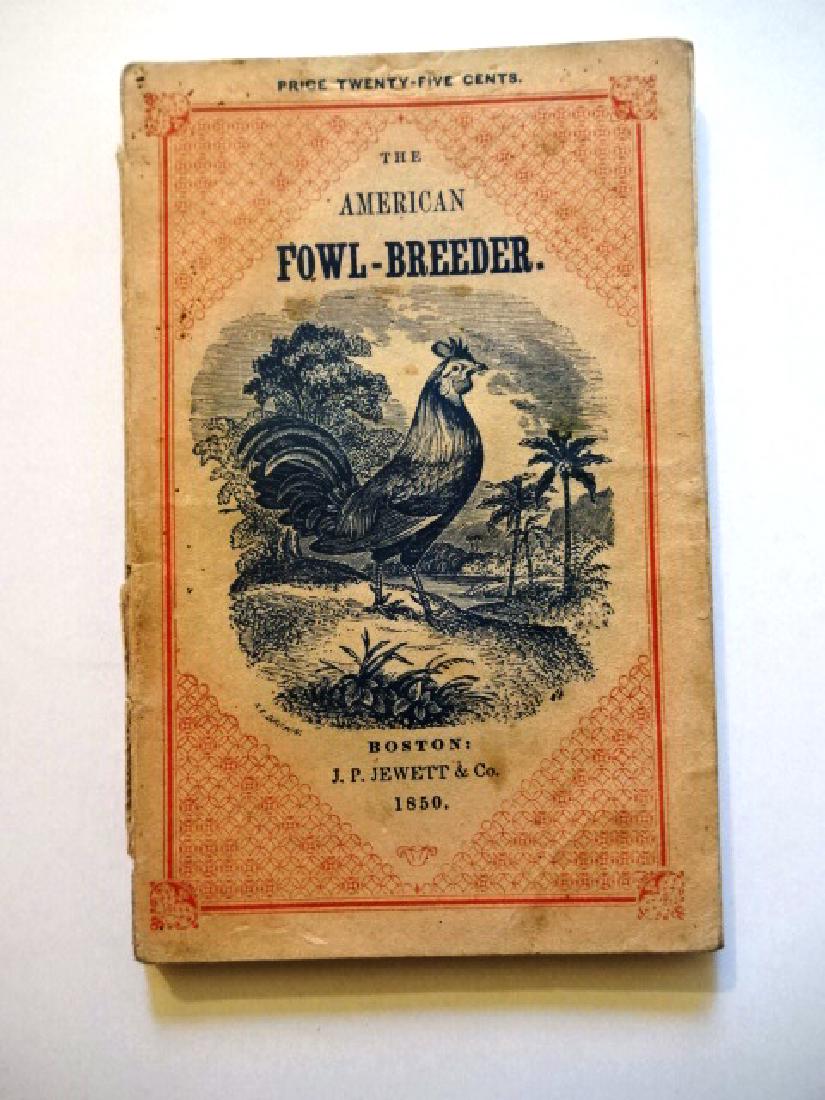 PRICE TWENTY-FIVE CENTS.
THE
AMERICAN
FOWL-BREEDER.
BOSTON:
J. P. JEWETT & Co.
1850.